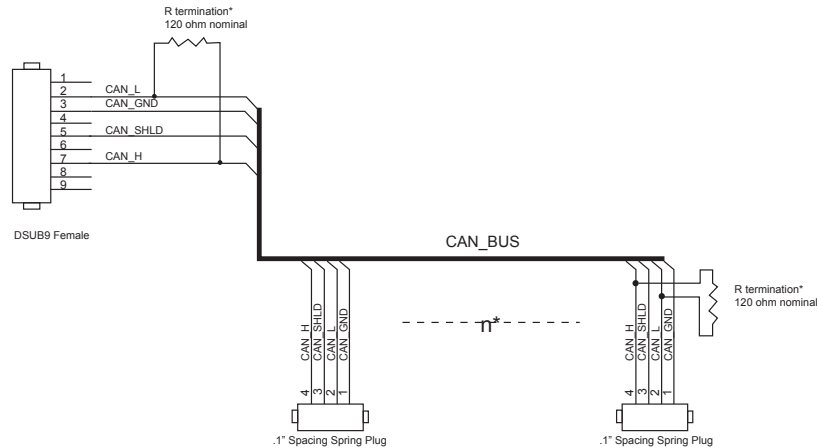 R termination*
120 ohm nominal
1
2
3
4
5
6
7
8
9
CAN_L
CAN_GND
CAN_SHLD
CAN_H
DSUB9 Female
CAN_BUS
n*
R termination*
120 ohm nominal
CAN_H
CAN_SHLD
CAN_L
CAN_GND
4
3
2
1
.1" Spacing Spring Plug
CAN_H
CAN_SHLD
CAN_L
CAN_GND
4
3
2
1
.1" Spacing Spring Plug